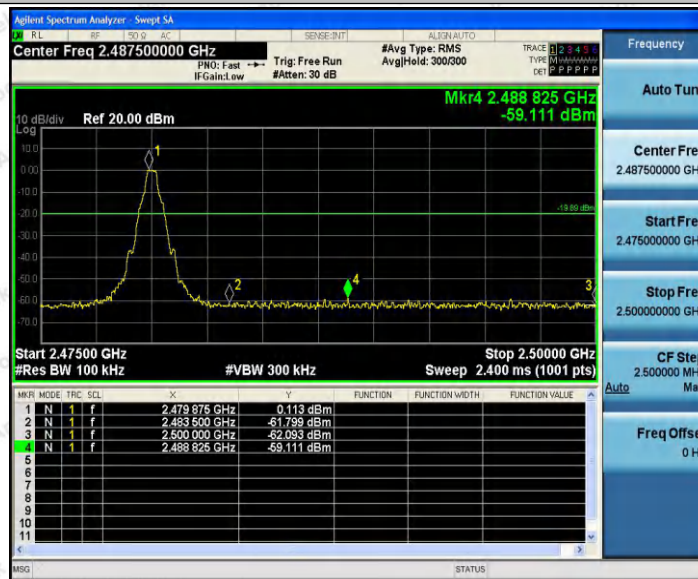 Agilent Spectrum Analyzer - Swept SA
RL RF 50 Ω AC SENSE:INT ALIGN AUTO
Center Freq 2.487500000 GHz
PNO: Fast
IFGain:Low
Trig: Free Run
#Atten: 30 dB
#Avg Type: RMS
Avg|Hold: 300/300
TRACE 1 2 3 4 5 6
TYPE M
DET P P P P P P
Mkr4 2.488 825 GHz
-59.111 dBm
10 dB/div Ref 20.00 dBm
Log
10.0
0.00
-10.0
-20.0
-30.0
-40.0
-50.0
-60.0
-70.0
1
2
3
4
-19.89 dBm
Start 2.47500 GHz Stop 2.50000 GHz
#Res BW 100 kHz #VBW 300 kHz Sweep 2.400 ms (1001 pts)
MKR MODE TRC SCL X Y FUNCTION FUNCTION WIDTH FUNCTION VALUE
1 N 1 f 2.479 875 GHz 0.113 dBm
2 N 1 f 2.483 500 GHz -61.799 dBm
3 N 1 f 2.500 000 GHz -62.093 dBm
4 N 1 f 2.488 825 GHz -59.111 dBm
5
6
7
8
9
10
11
MSG STATUS
Frequency
Auto Tun
Center Fre
2.487500000 GH
Start Fre
2.475000000 GH
Stop Fre
2.500000000 GH
CF Ste
2.500000 MH
Auto Ma
Freq Offse
0 H